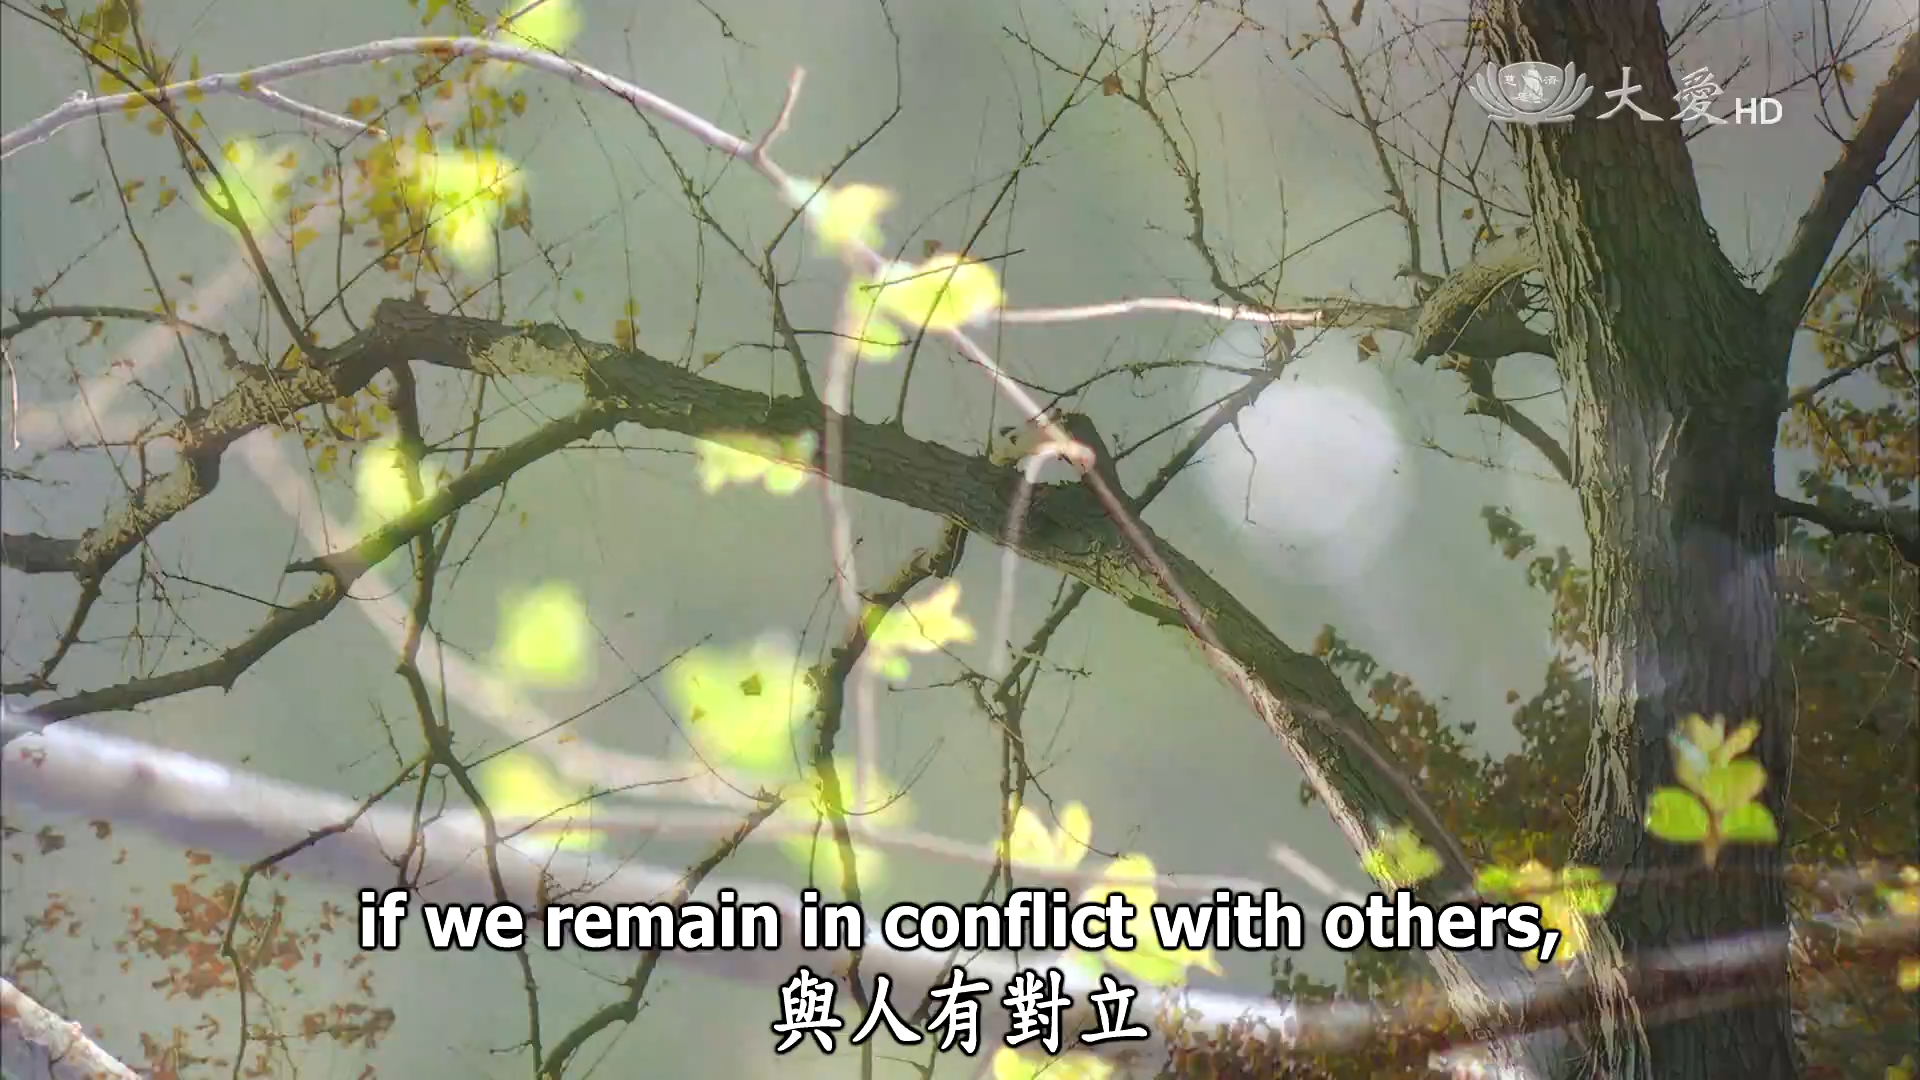 大愛HD
if we remain in conflict with others,
與人有對立